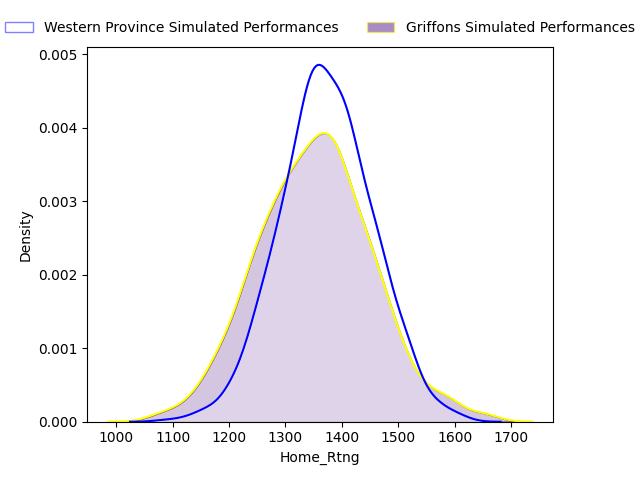 Western Province Simulated Performances
Griffons Simulated Performances
0.005
0.004
0.003
0.002
0.001
0.000
Density
1000 1100 1200 1300 1400 1500 1600 1700
Home_Rtng